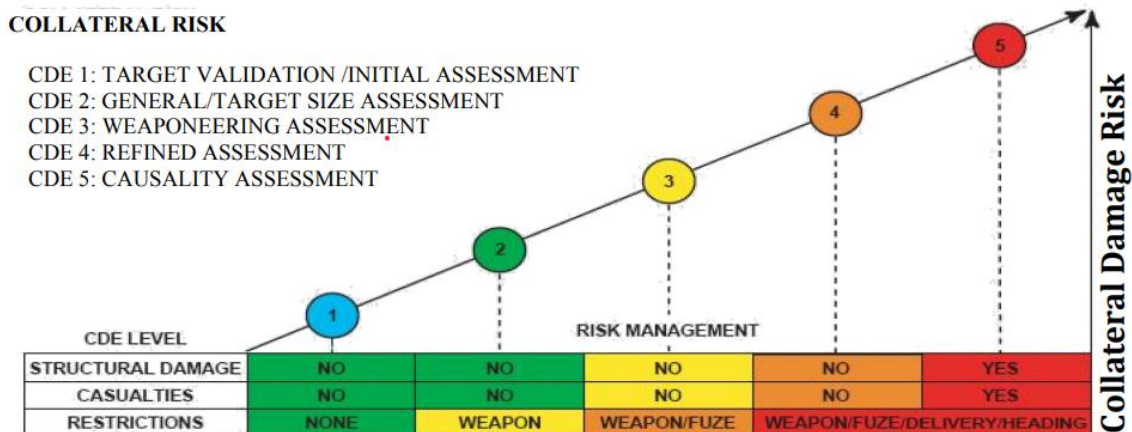 COLLATERAL RISK
CDE 1: TARGET VALIDATION /INITIAL ASSESSMENT
CDE 2: GENERAL/TARGET SIZE ASSESSMENT
CDE 3: WEAPONEERING ASSESSMENT
CDE 4: REFINED ASSESSMENT
CDE 5: CAUSALITY ASSESSMENT
5
4
3
2
1
Collateral Damage Risk
CDE LEVEL
RISK MANAGEMENT
STRUCTURAL DAMAGE NO NO NO NO YES
CASUALTIES NO NO NO NO YES
RESTRICTIONS NONE WEAPON WEAPON/FUZE WEAPON/FUZE/DELIVERY/HEADING